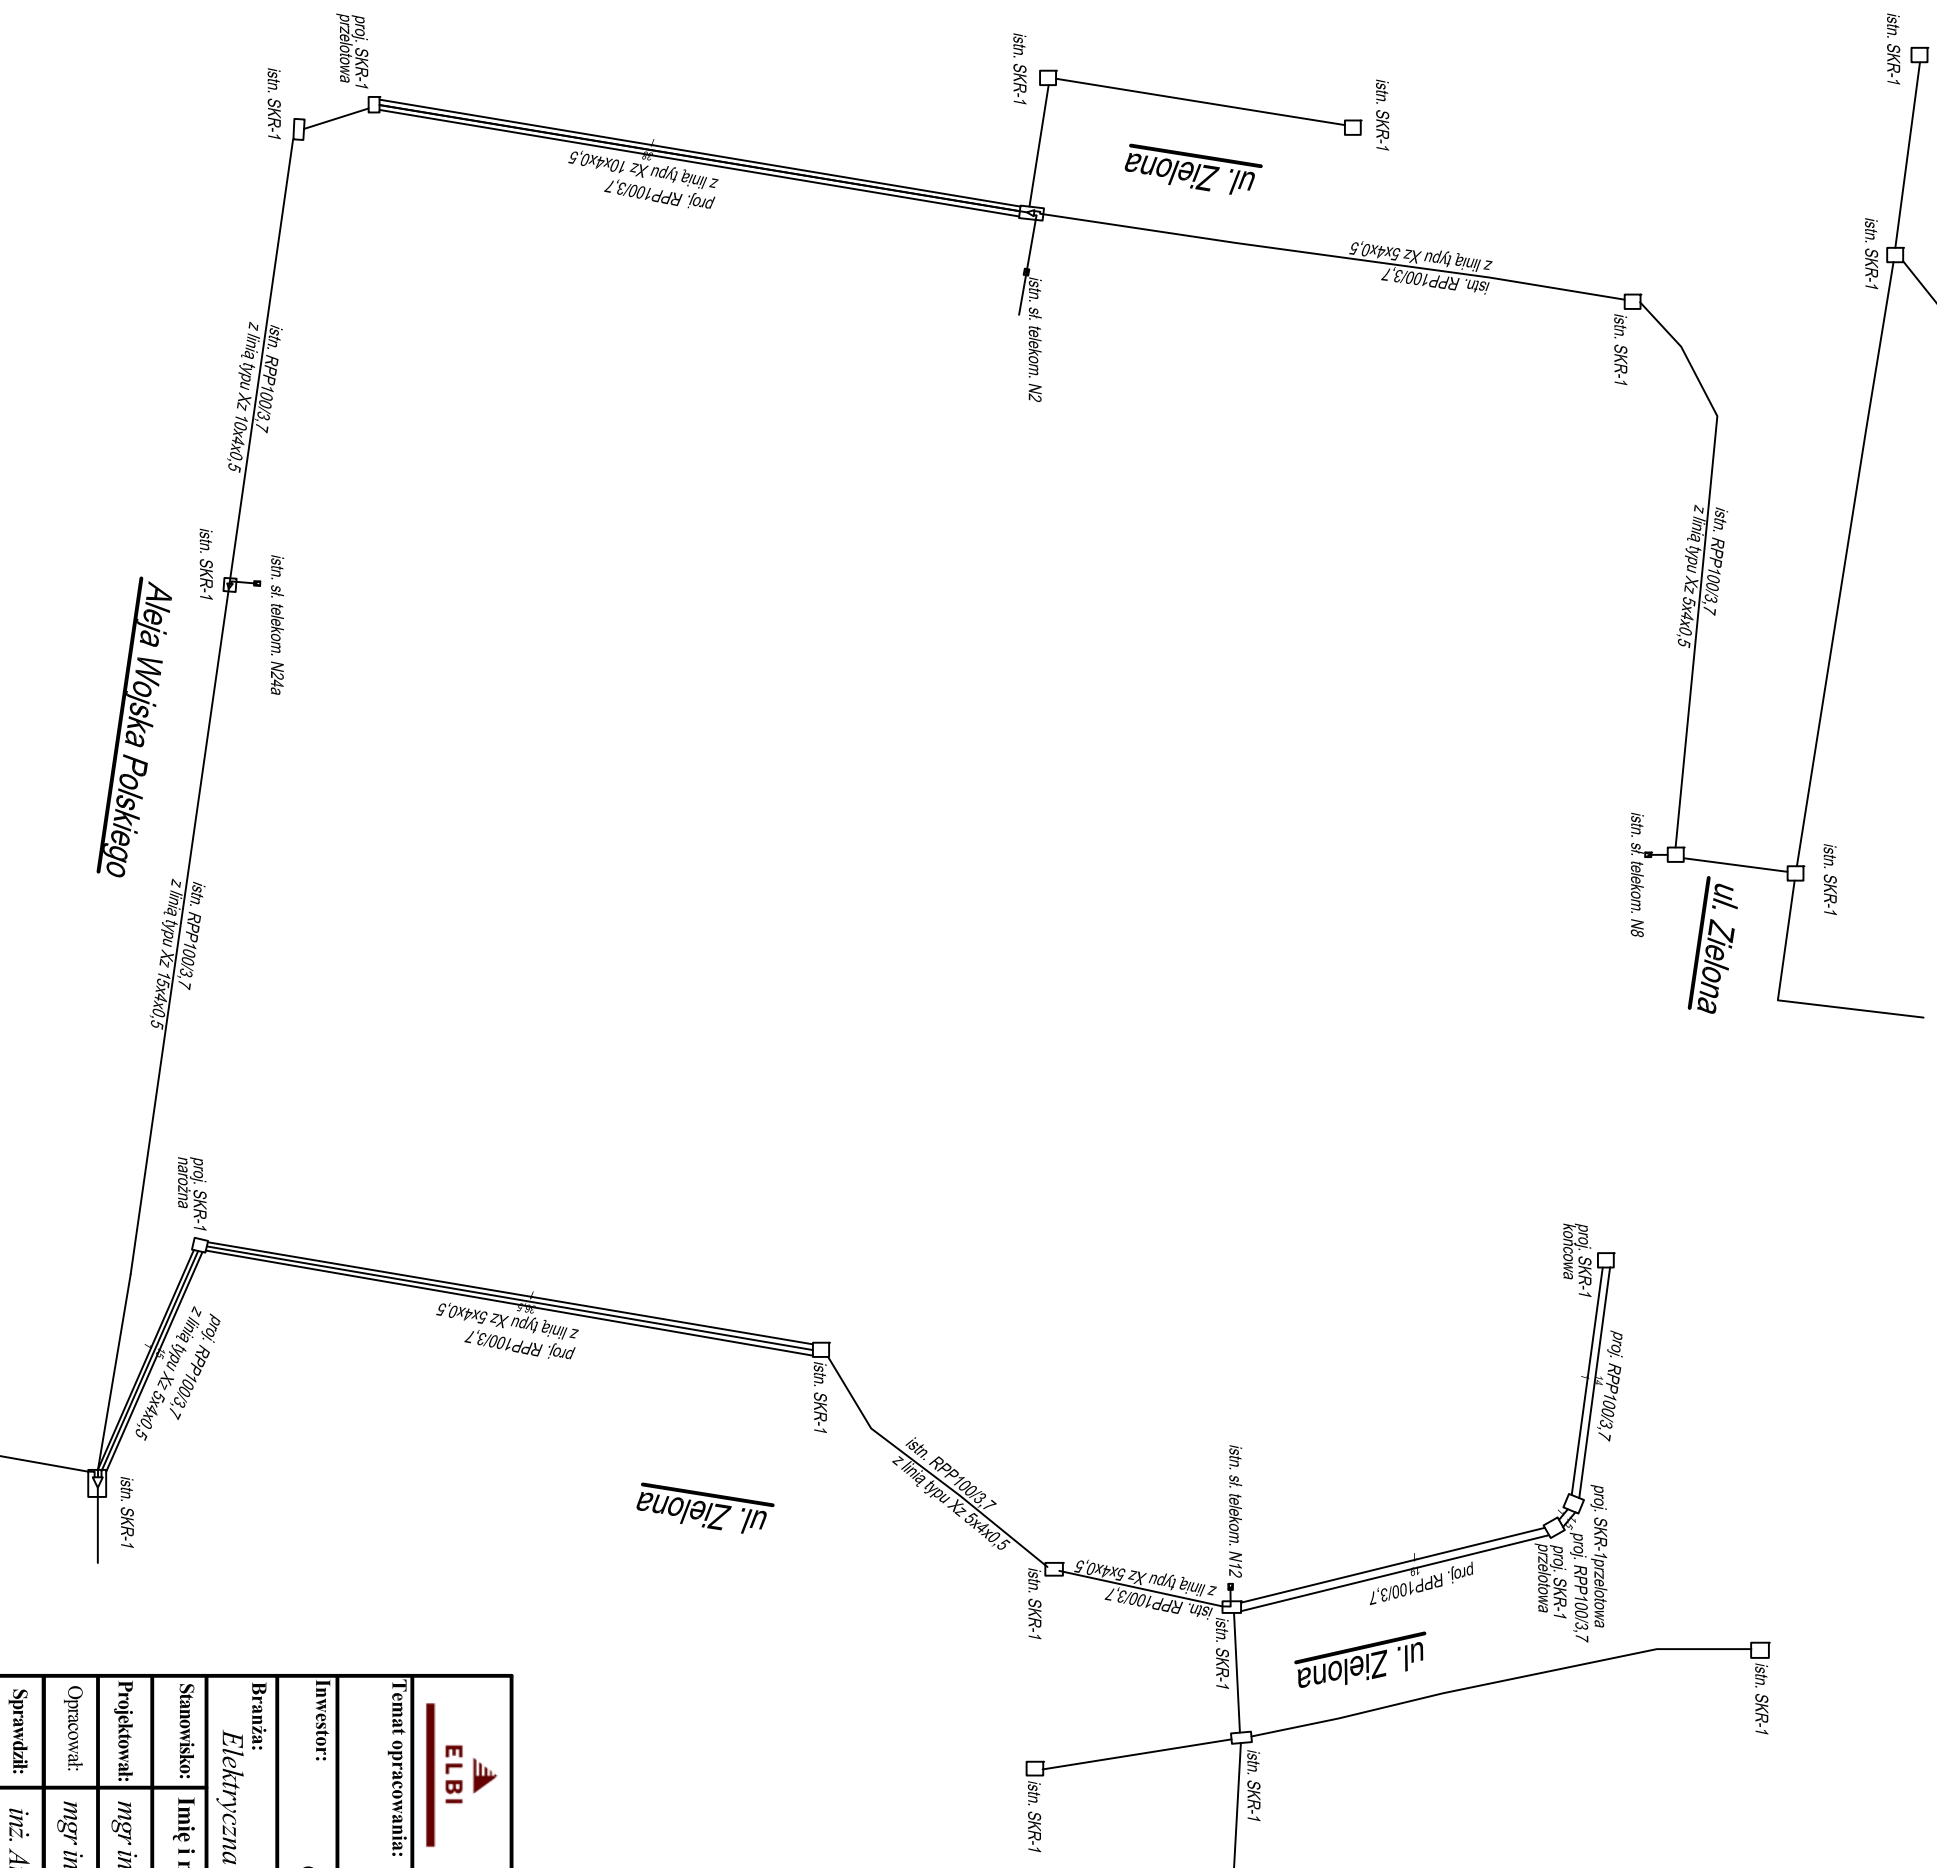 istn. SKR-1
istn. SKR-1
istn. SKR-1
istn. SKR-1
istn. SKR-1
ul. Zielona
proj. SKR-1
przelotowa
istn. SKR-1
proj. RPP100/3,7
z linią typu Xz 10x4x0,5
38
istn. RPP100/3,7
z linią typu Xz 5x4x0,5
istn. sł. telekom. N2
istn. SKR-1
istn. RPP100/3,7
z linią typu Xz 5x4x0,5
istn. sł. telekom. N8
ul. Zielona
istn. RPP100/3,7
z linią typu Xz 10x4x0,5
istn. SKR-1
istn. sł. telekom. N24a
Aleja Wojska Polskiego
istn. RPP100/3,7
z linią typu Xz 15x4x0,5
proj. SKR-1
narożna
proj. RPP100/3,7
z linią typu Xz 5x4x0,5
15
istn. SKR-1
proj. RPP100/3,7
z linią typu Xz 5x4x0,5
36,5
istn. SKR-1
ul. Zielona
istn. RPP100/3,7
z linią typu Xz 5x4x0,5
istn. SKR-1
istn. RPP100/3,7
z linią typu Xz 5x4x0,5
istn. sł. telekom. N12
istn. SKR-1
proj. SKR-1
końcowa
proj. RPP100/3,7
14
proj. SKR-1przelotowa
proj. RPP100/3,7
proj. SKR-1
przelotowa
proj. RPP100/3,7
19
ul. Zielona
istn. SKR-1
istn. SKR-1
istn. SKR-1
ELBI
Temat opracowania:
Inwestor:
Branża:
Elektryczna
Stanowisko: Imię i
Projektował: mgr
Opracował: mgr
Sprawdził: inż.